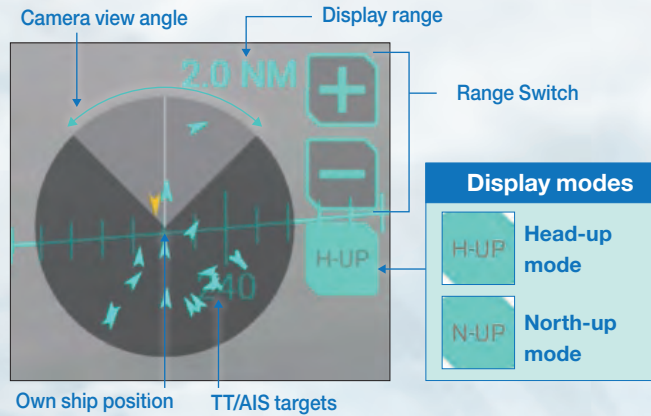 Camera view angle
Display range
2.0 NM
Range Switch
Display modes
H-UP
H-UP
Head-up
mode
240
N-UP
North-up
mode
Own ship position
TT/AIS targets